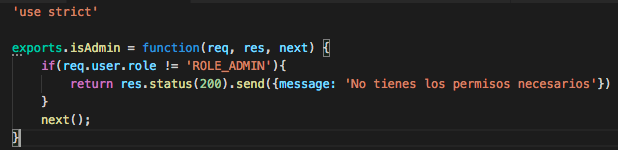 'use strict'
exports.isAdmin = function(req, res, next) {
if(req.user.role != 'ROLE_ADMIN'){
return res.status(200).send({message: 'No tienes los permisos necesarios'})
}
next();
}